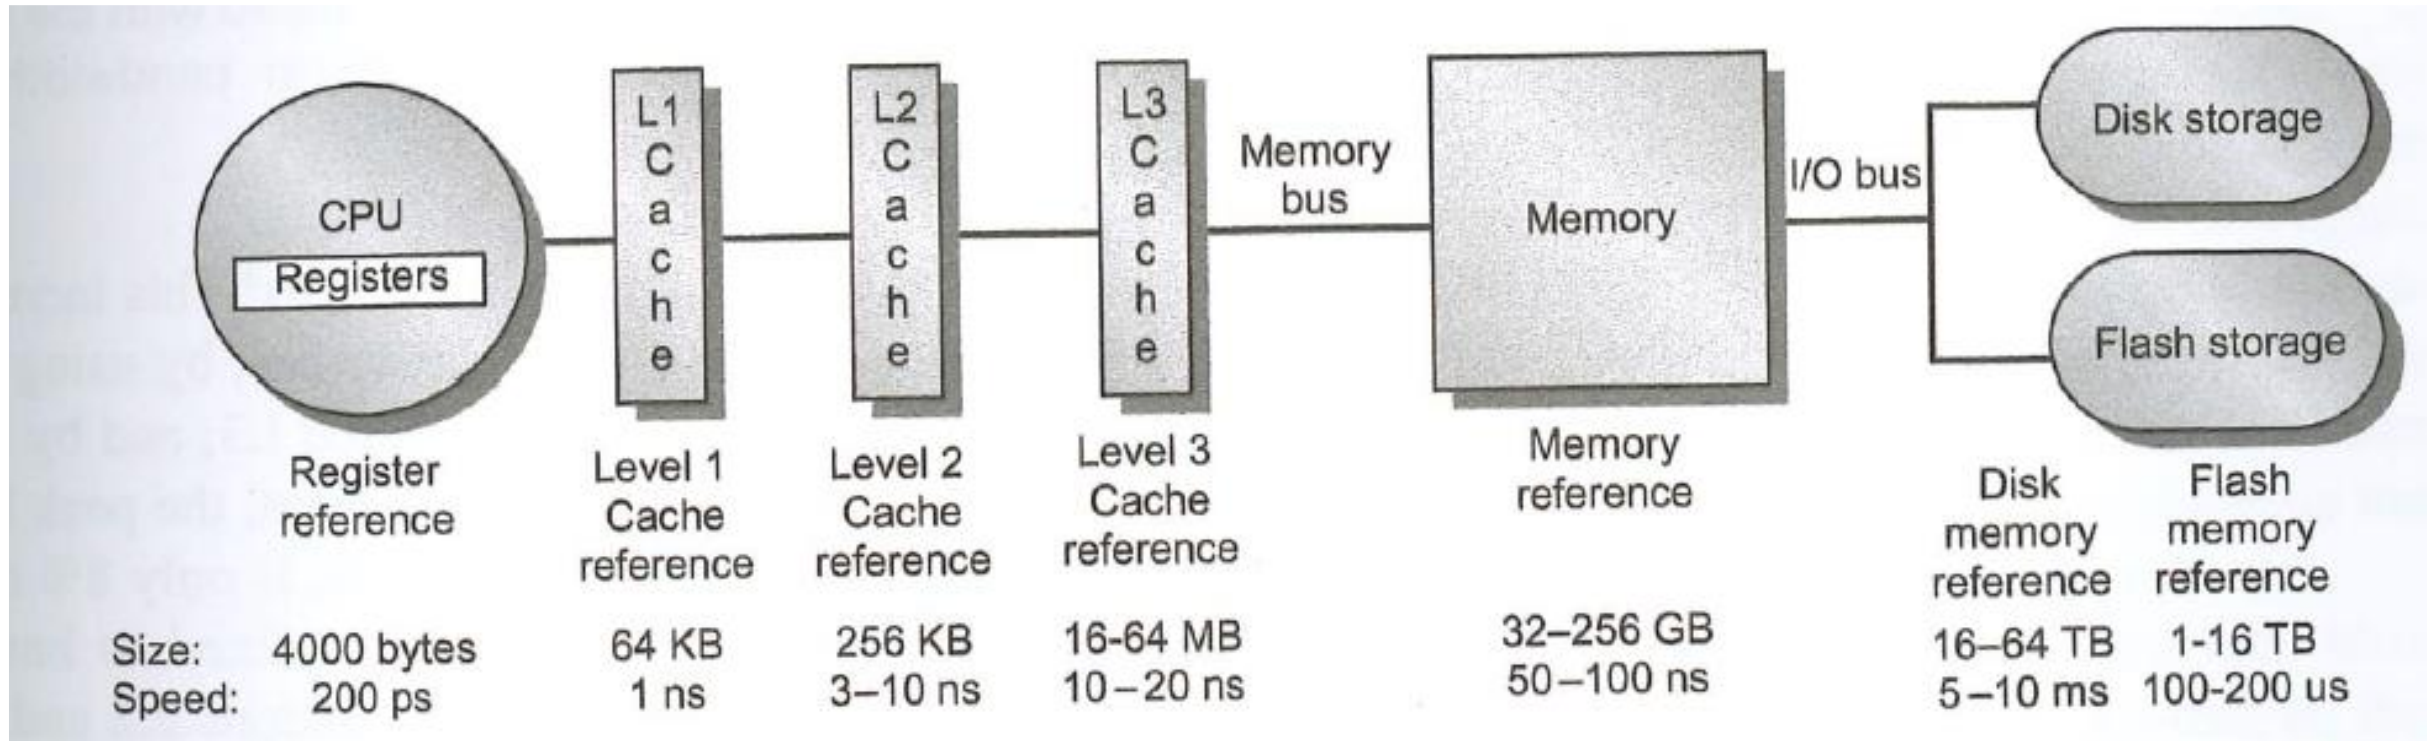 CPU
Registers
L1
C
a
c
h
e
L2
C
a
c
h
e
L3
C
a
c
h
e
Memory
bus
Memory
I/O bus
Disk storage
Flash storage
Register
reference
Level 1
Cache
reference
Level 2
Cache
reference
Level 3
Cache
reference
Memory
reference
Disk
memory
reference
Flash
memory
reference
Size: 4000 bytes 64 KB 256 KB 16-64 MB 32–256 GB 16–64 TB 1-16 TB
Speed: 200 ps 1 ns 3–10 ns 10–20 ns 50–100 ns 5–10 ms 100-200 us